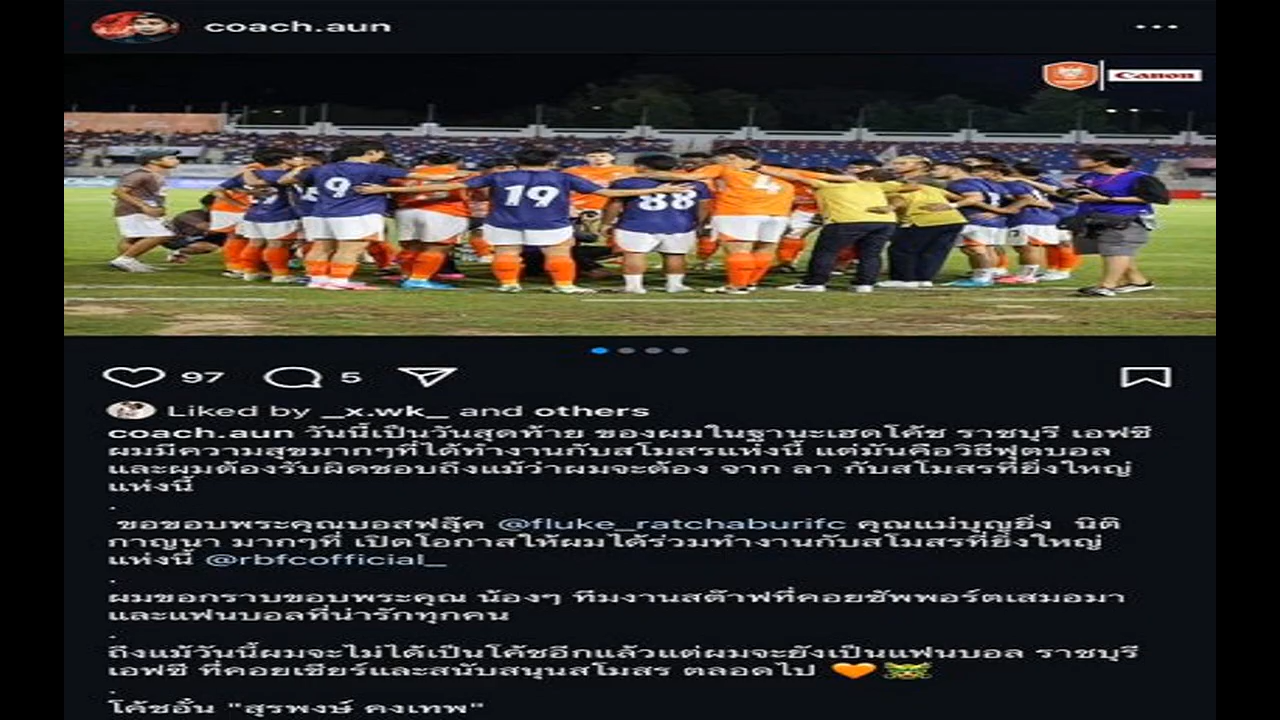 coach.aun
Canon
9
19
88
4
97
5
Liked by _x.wk_ and others
coach.aun วันนี้เป็นวันสุดท้าย ของผมในฐานะเฮดโค้ช ราชบุรี เอฟซี
ผมมีความสุขมากๆที่ได้ทำงานกับสโมสรแห่งนี้ แต่มันคือวิถีฟุตบอล
และผมต้องรับผิดชอบถึงแม้ว่าผมจะต้อง จาก ลา กับสโมสรที่ยิ่งใหญ่
แห่งนี้
.
ขอขอบพระคุณบอสฟลุ๊ค @fluke_ratchaburifc คุณแม่บุญยิ่ง นิติ
กาญนา มากๆที่ เปิดโอกาสให้ผมได้ร่วมทำงานกับสโมสรที่ยิ่งใหญ่
แห่งนี้ @rbfcofficial_
.
ผมขอกราบขอบพระคุณ น้องๆ ทีมงานสต๊าฟที่คอยซัพพอร์ตเสมอมา
และแฟนบอลที่น่ารักทุกคน
.
ถึงแม้วันนี้ผมจะไม่ได้เป็นโค้ชอีกแล้วแต่ผมจะยังเป็นแฟนบอล ราชบุรี
เอฟซี ที่คอยเชียร์และสนับสนุนสโมสร ตลอดไป 🧡🐲
.
โค้ชอั๋น "สุรพงษ์ คงเทพ"